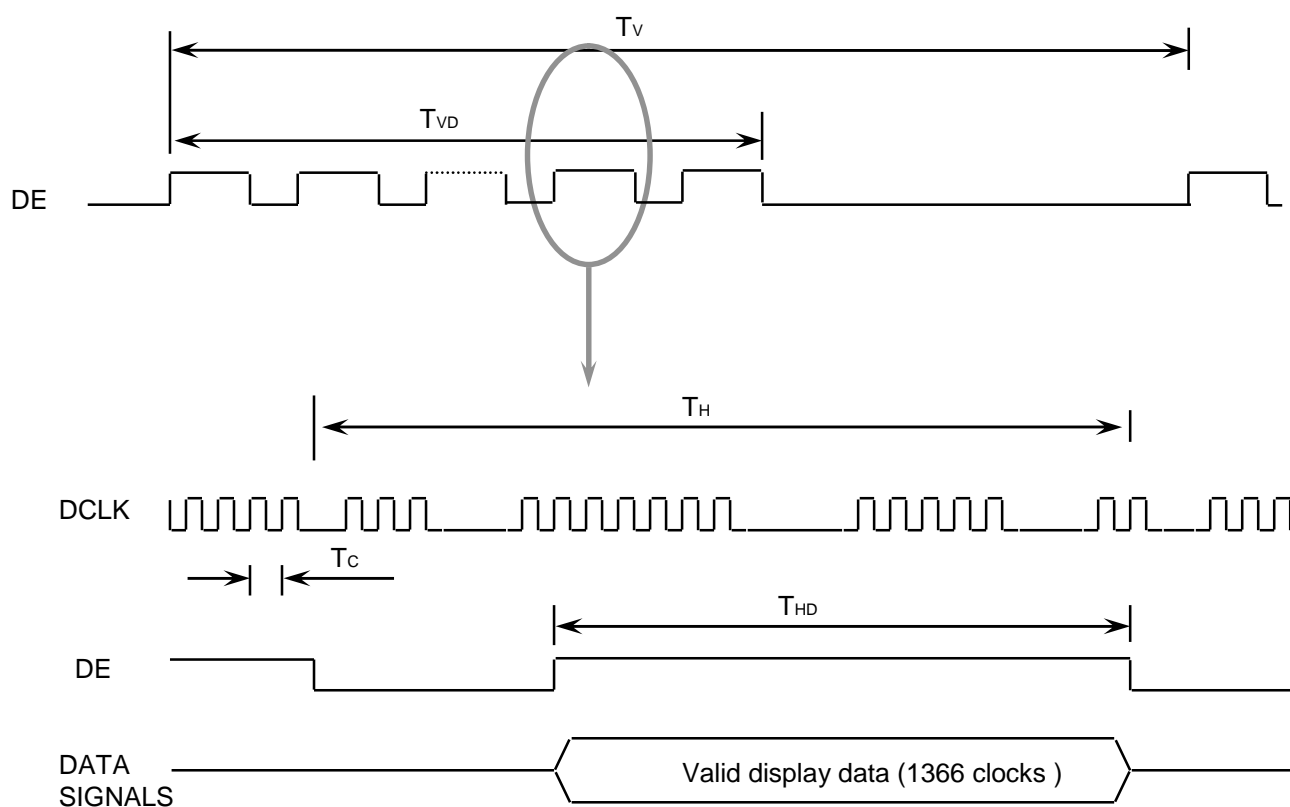 TV
TVD
DE
TH
DCLK
TC
THD
DE
DATA
SIGNALS
Valid display data (1366 clocks )